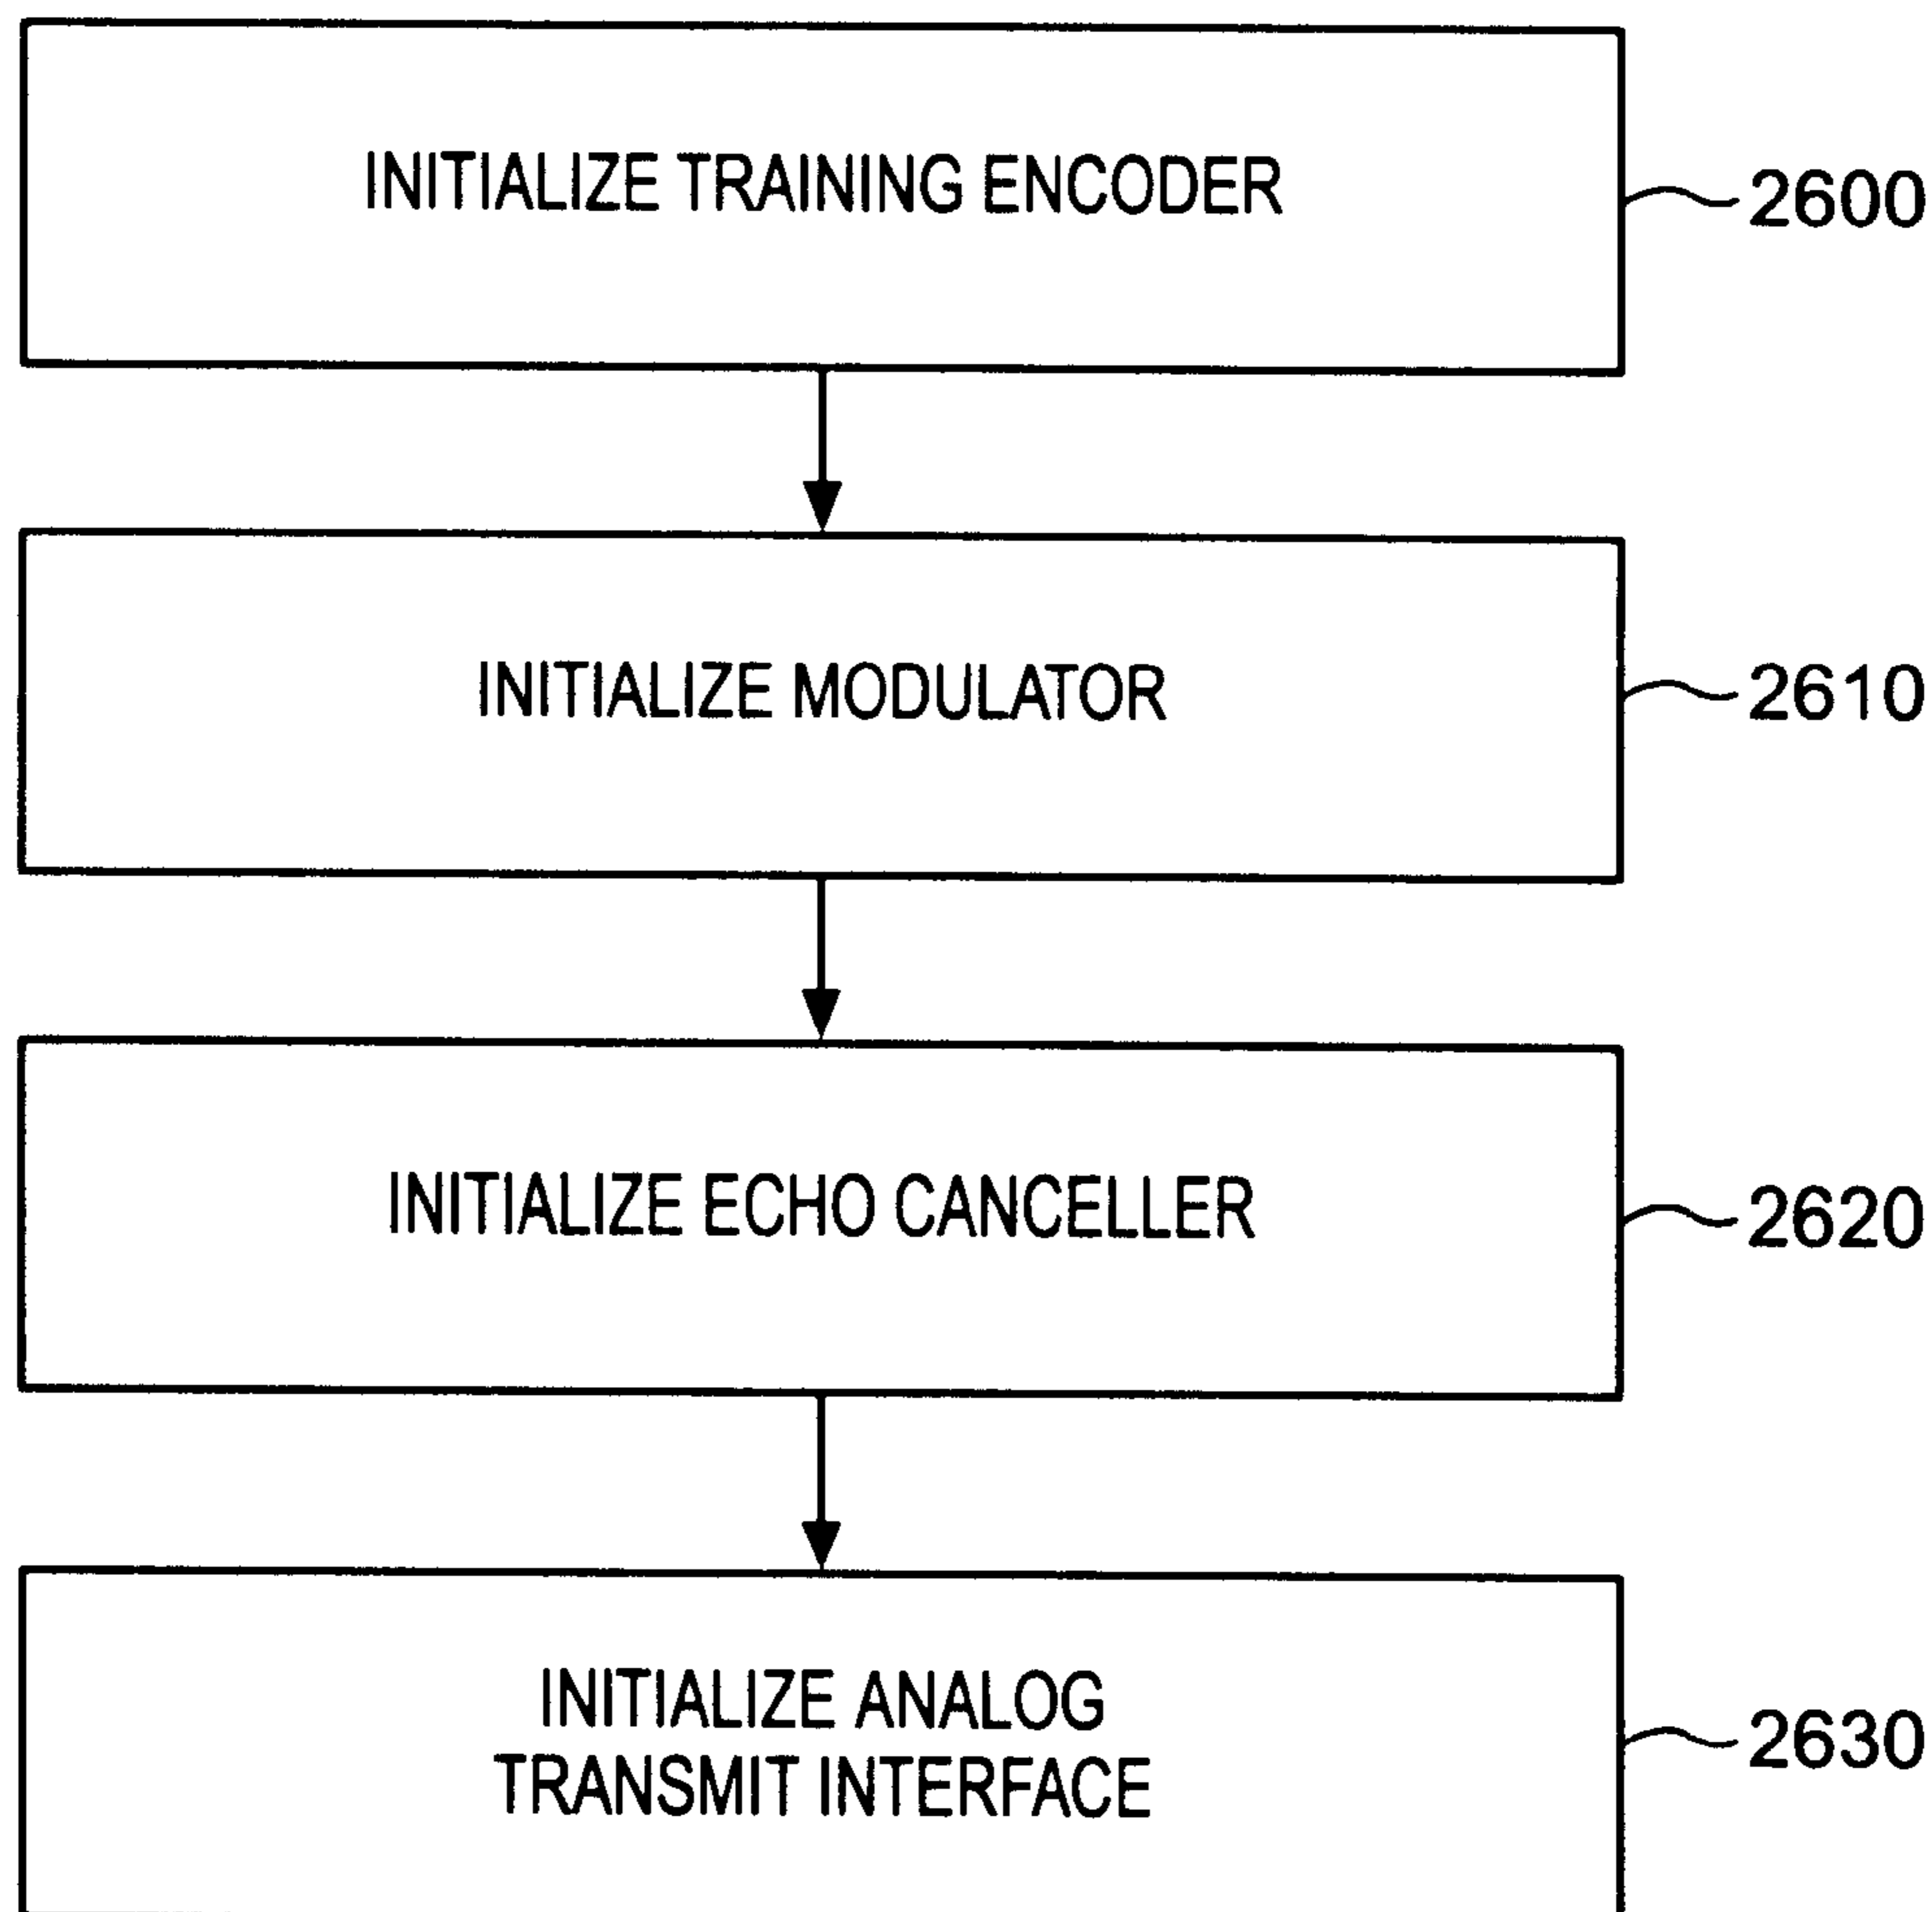 INITIALIZE TRAINING ENCODER
2600
INITIALIZE MODULATOR
2610
INITIALIZE ECHO CANCELLER
2620
INITIALIZE ANALOG
TRANSMIT INTERFACE
2630